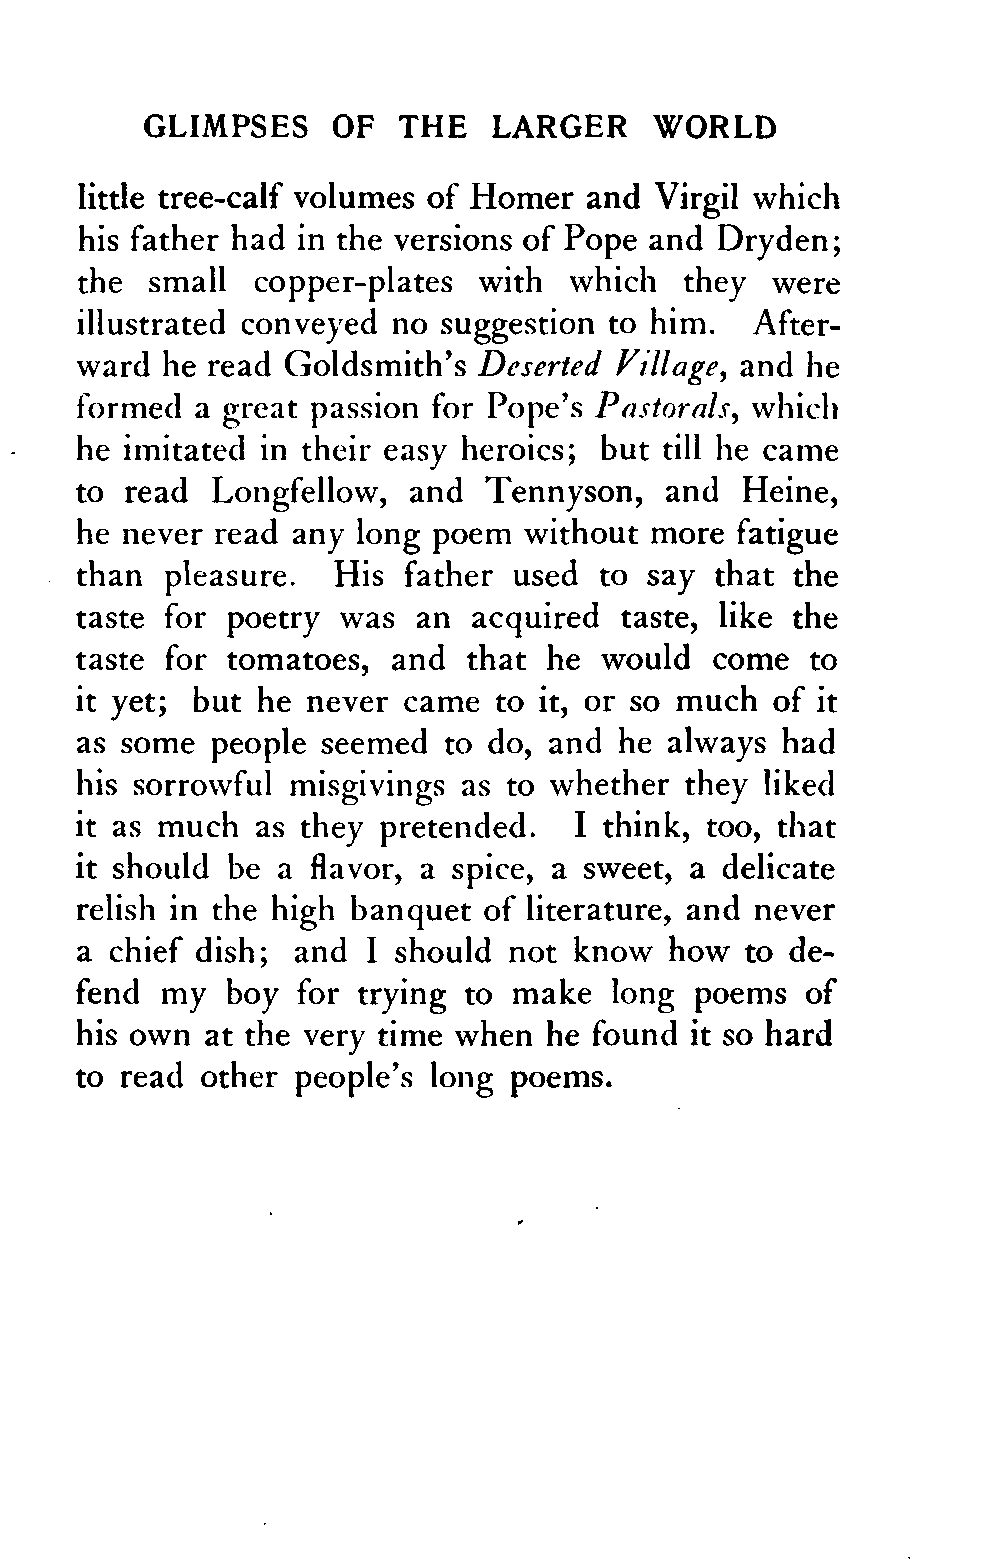 GLIMPSES OF THE LARGER WORLD
little tree-calf volumes of Homer and Virgil which
his father had in the versions of Pope and Dryden;
the small copper-plates with which they were
illustrated conveyed no suggestion to him. After-
ward he read Goldsmith's Deserted Village, and he
formed a great passion for Pope's Pastorals, which
he imitated in their easy heroics; but till he came
to read Longfellow, and Tennyson, and Heine,
he never read any long poem without more fatigue
than pleasure. His father used to say that the
taste for poetry was an acquired taste, like the
taste for tomatoes, and that he would come to
it yet; but he never came to it, or so much of it
as some people seemed to do, and he always had
his sorrowful misgivings as to whether they liked
it as much as they pretended. I think, too, that
it should be a flavor, a spice, a sweet, a delicate
relish in the high banquet of literature, and never
a chief dish; and I should not know how to de-
fend my boy for trying to make long poems of
his own at the very time when he found it so hard
to read other people's long poems.